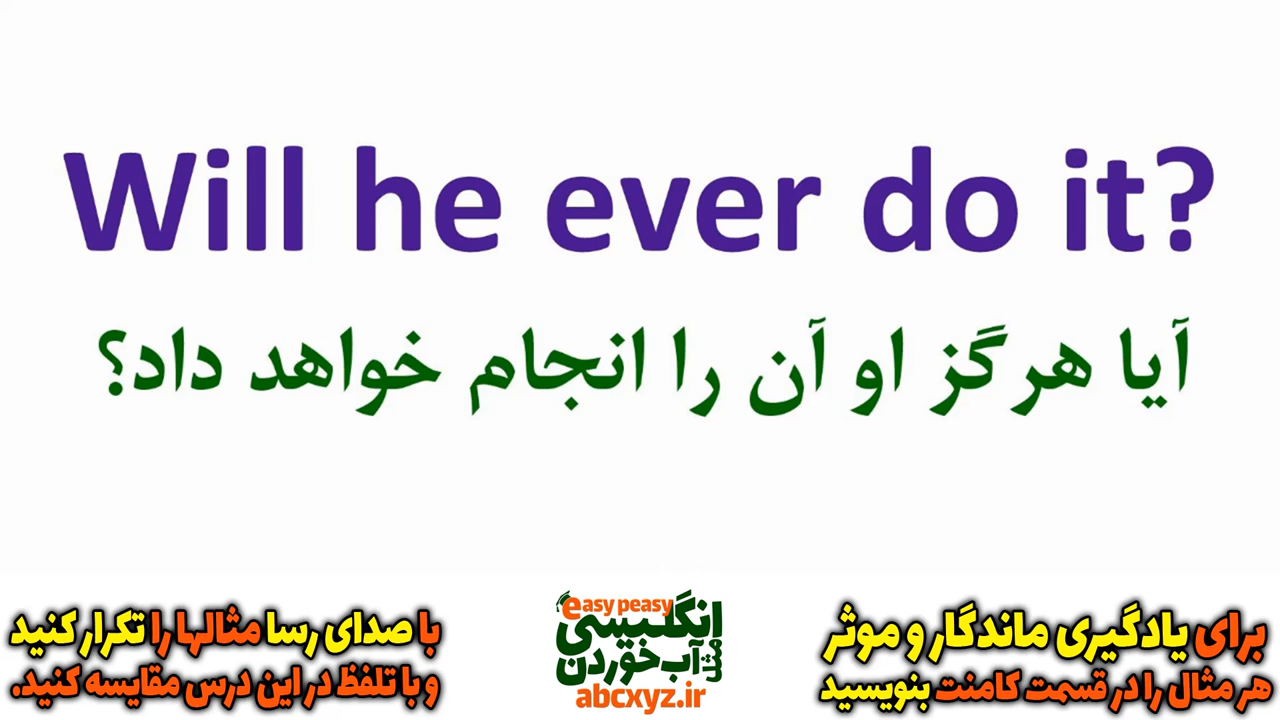 Will he ever do it?
آیا هرگز او آن را انجام خواهد داد؟
برای یادگیری ماندگار و موثر
هر مثال را در قسمت کامنت بنویسید
easy peasy
انگلیسی
مثل آب خوردن
abcxyz.ir
با صدای رسا مثالها را تکرار کنید
و با تلفظ در این درس مقایسه کنید.